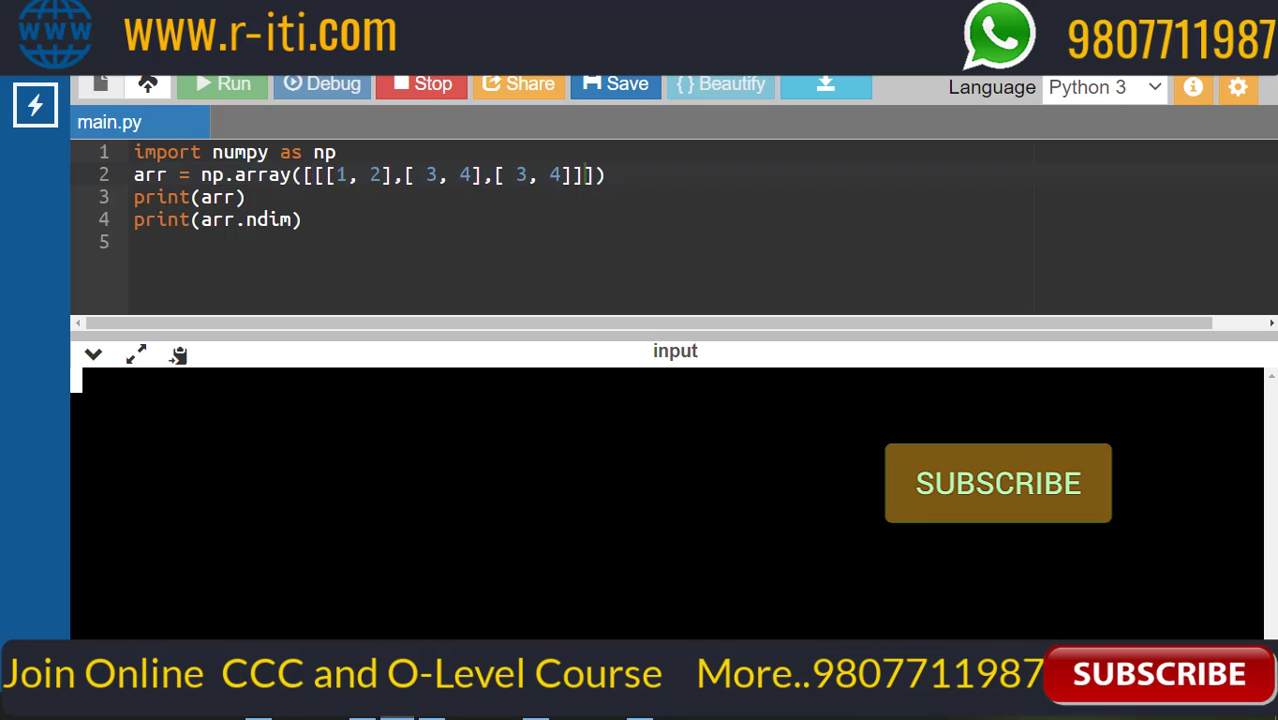 www.r-iti.com
9807711987
Run Debug Stop Share Save { } Beautify Language Python 3
main.py
1 import numpy as np
2 arr = np.array([[[1, 2],[ 3, 4],[ 3, 4]]])
3 print(arr)
4 print(arr.ndim)
5
input
SUBSCRIBE
Join Online CCC and O-Level Course More..9807711987 SUBSCRIBE